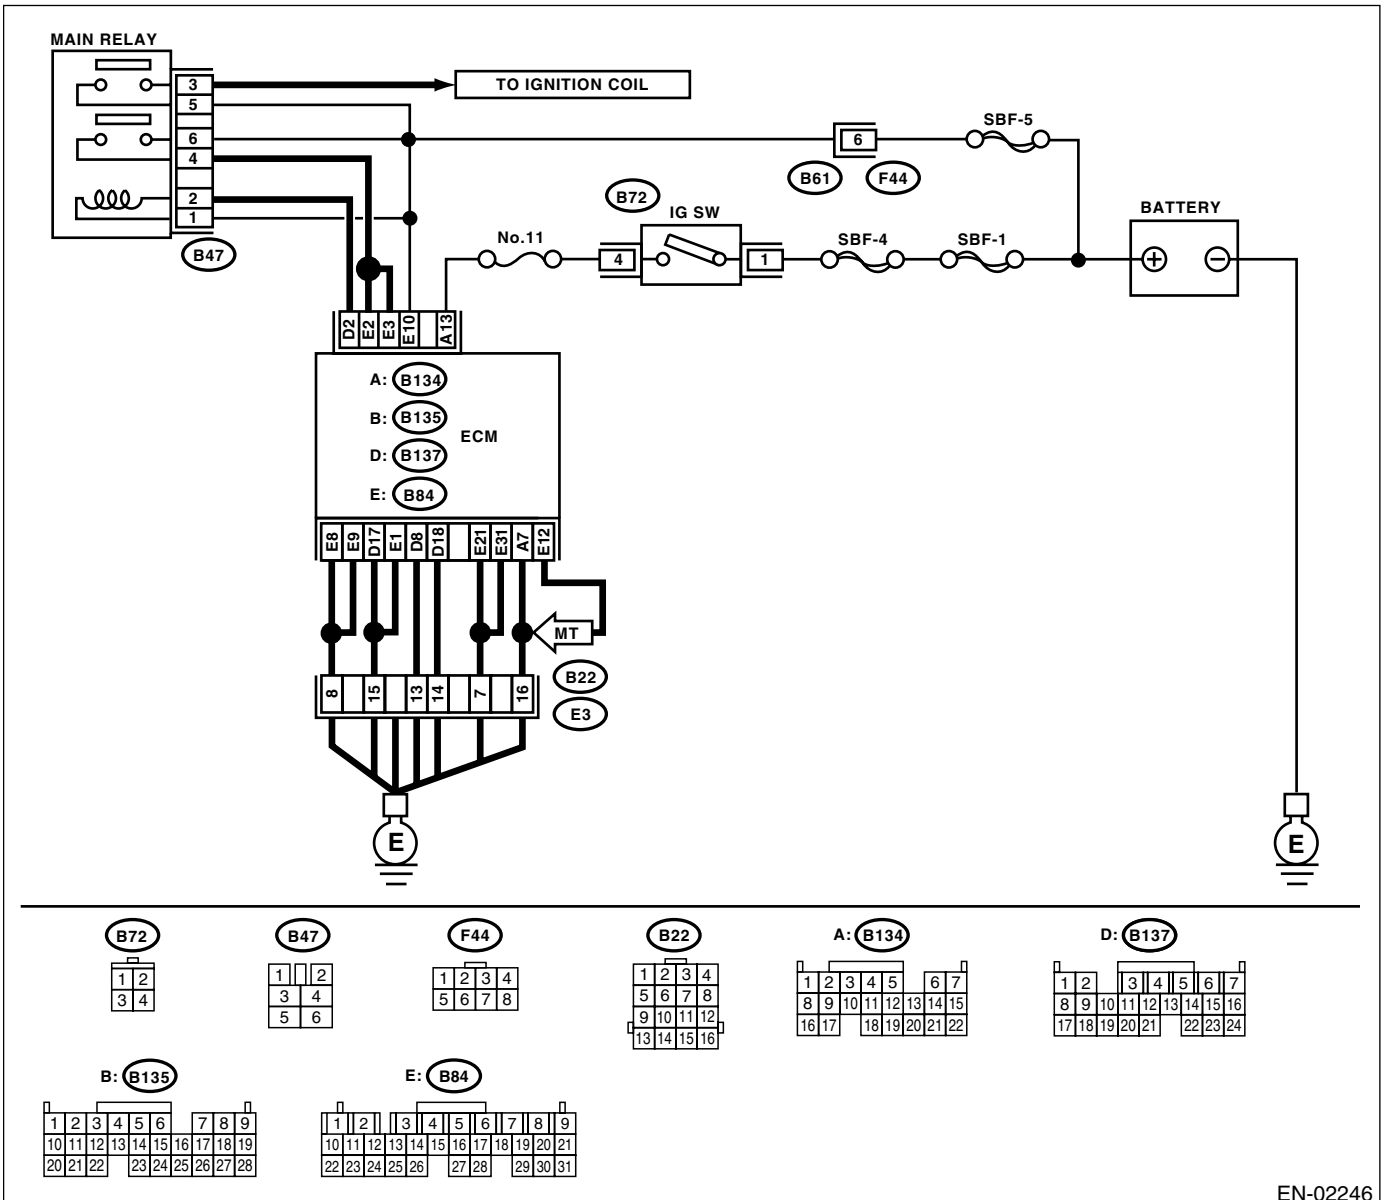 MAIN RELAY
3
TO IGNITION COIL
5
SBF-5
6
6
4
B61
F44
B72
IG SW
2
BATTERY
1
B47
No.11
4
1
SBF-4
SBF-1
+
−
D2
E2
E3
E10
A13
A: B134
B: B135
ECM
D: B137
E: B84
E8
E9
D17
E1
D8
D18
E21
E31
A7
E12
MT
B22
8
15
13
14
7
16
E3
E
E
B72
B47
F44
B22
A: B134
D: B137
1 2
3 4
1 2
3 4
5 6
1 2 3 4
5 6 7 8
1 2 3 4
5 6 7 8
9 10 11 12
13 14 15 16
1 2 3 4 5 6 7
8 9 10 11 12 13 14 15
16 17 18 19 20 21 22
1 2 3 4 5 6 7
8 9 10 11 12 13 14 15 16
17 18 19 20 21 22 23 24
B: B135
E: B84
1 2 3 4 5 6 7 8 9
10 11 12 13 14 15 16 17 18 19
20 21 22 23 24 25 26 27 28
1 2 3 4 5 6 7 8 9
10 11 12 13 14 15 16 17 18 19 20 21
22 23 24 25 26 27 28 29 30 31
EN-02246